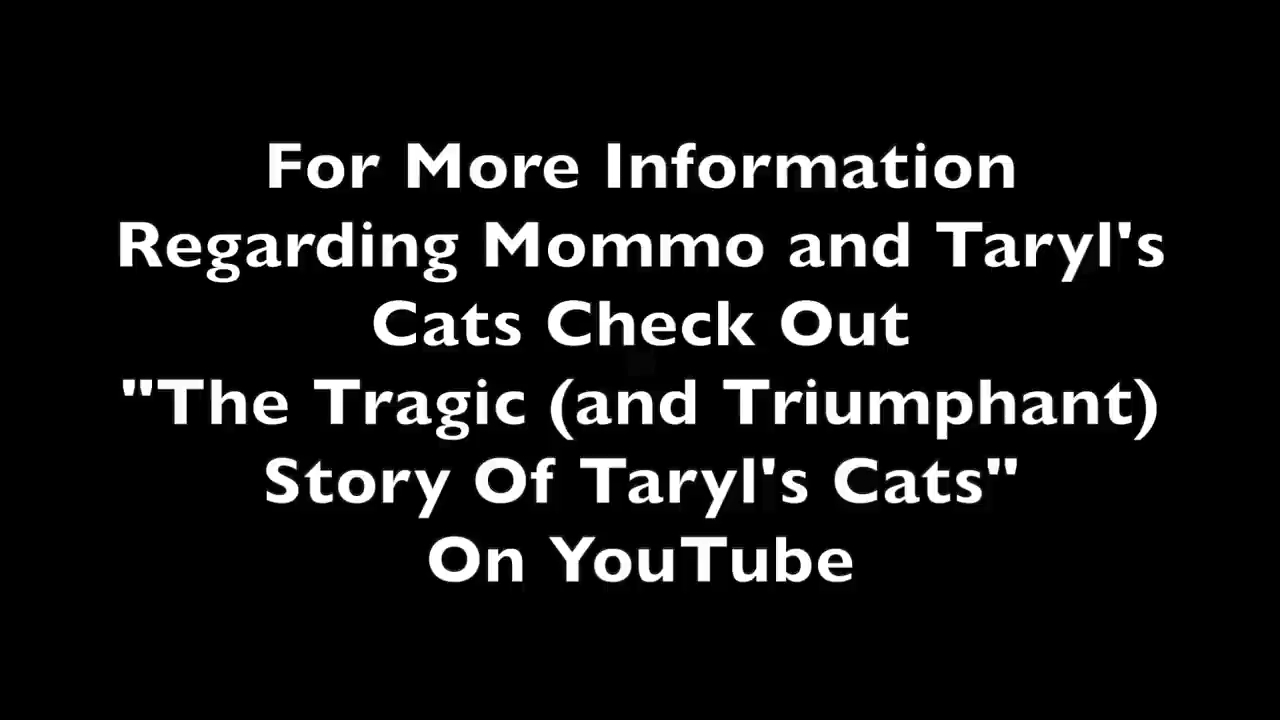 For More Information
Regarding Mommo and Taryl's
Cats Check Out
"The Tragic (and Triumphant)
Story Of Taryl's Cats"
On YouTube